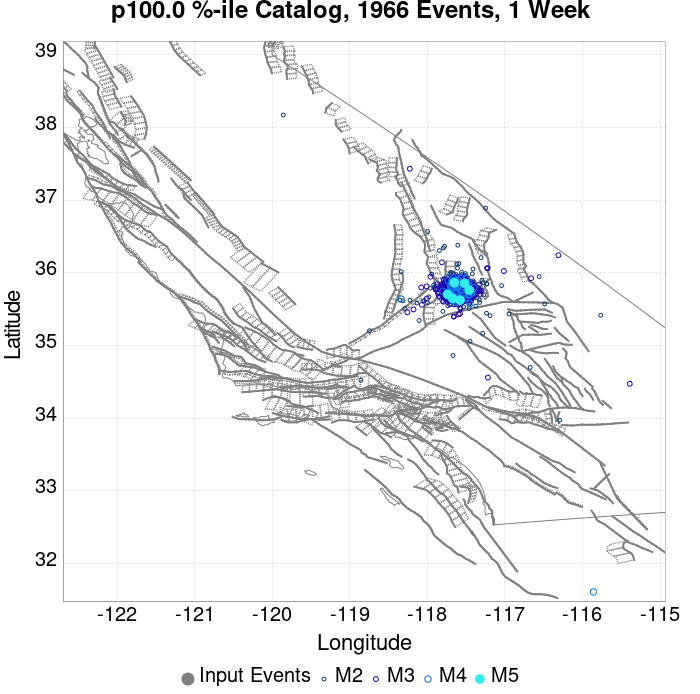 p100.0 %-ile Catalog, 1966 Events, 1 Week
39
38
37
36
35
34
33
32
Latitude
-122 -121 -120 -119 -118 -117 -116 -115
Longitude
Input Events M2 M3 M4 M5